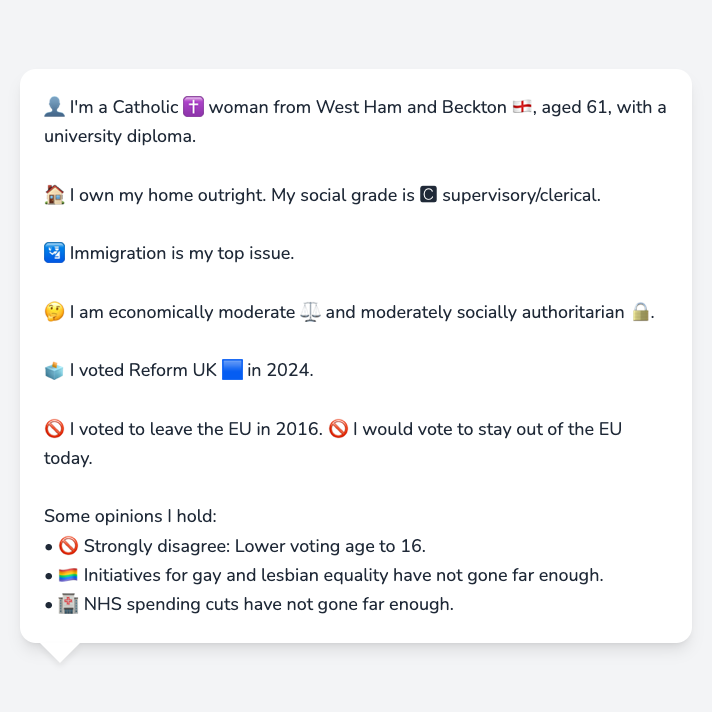 👤 I'm a Catholic ✝️ woman from West Ham and Beckton 🏴󠁧󠁢󠁥󠁮󠁧󠁿, aged 61, with a
university diploma.
🏠 I own my home outright. My social grade is 🅲 supervisory/clerical.
🛂 Immigration is my top issue.
🤔 I am economically moderate ⚖️ and moderately socially authoritarian 🔒.
🗳️ I voted Reform UK 🟦 in 2024.
🚫 I voted to leave the EU in 2016. 🚫 I would vote to stay out of the EU
today.
Some opinions I hold:
• 🚫 Strongly disagree: Lower voting age to 16.
• 🏳️‍🌈 Initiatives for gay and lesbian equality have not gone far enough.
• 🏥 NHS spending cuts have not gone far enough.